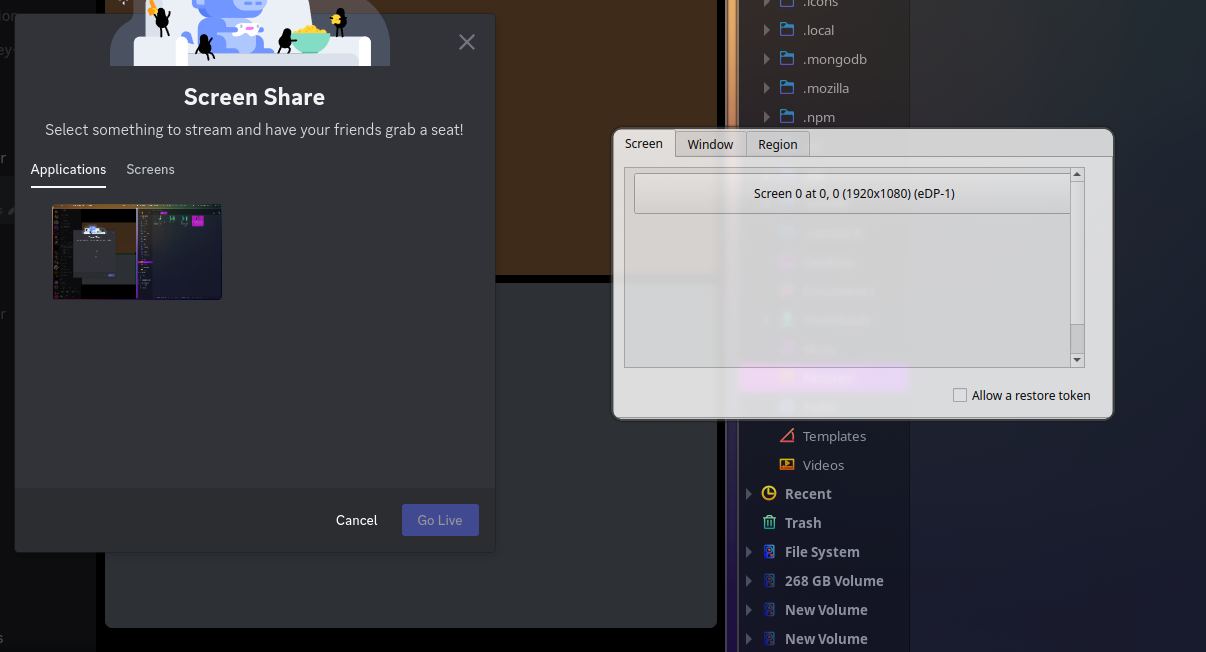 Screen Share
Select something to stream and have your friends grab a seat!
Applications Screens
Cancel Go Live
.icons
.local
.mongodb
.mozilla
.npm
Screen Window Region
Screen 0 at 0, 0 (1920x1080) (eDP-1)
Allow a restore token
Templates
Videos
Recent
Trash
File System
268 GB Volume
New Volume
New Volume